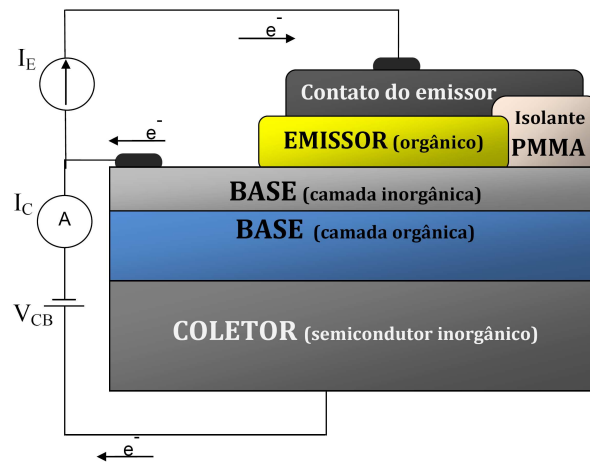 e-
I_E
Contato do emissor
Isolante
PMMA
e-
EMISSOR (orgânico)
BASE (camada inorgânica)
I_C
A
BASE (camada orgânica)
V_CB
COLETOR (semicondutor inorgânico)
e-